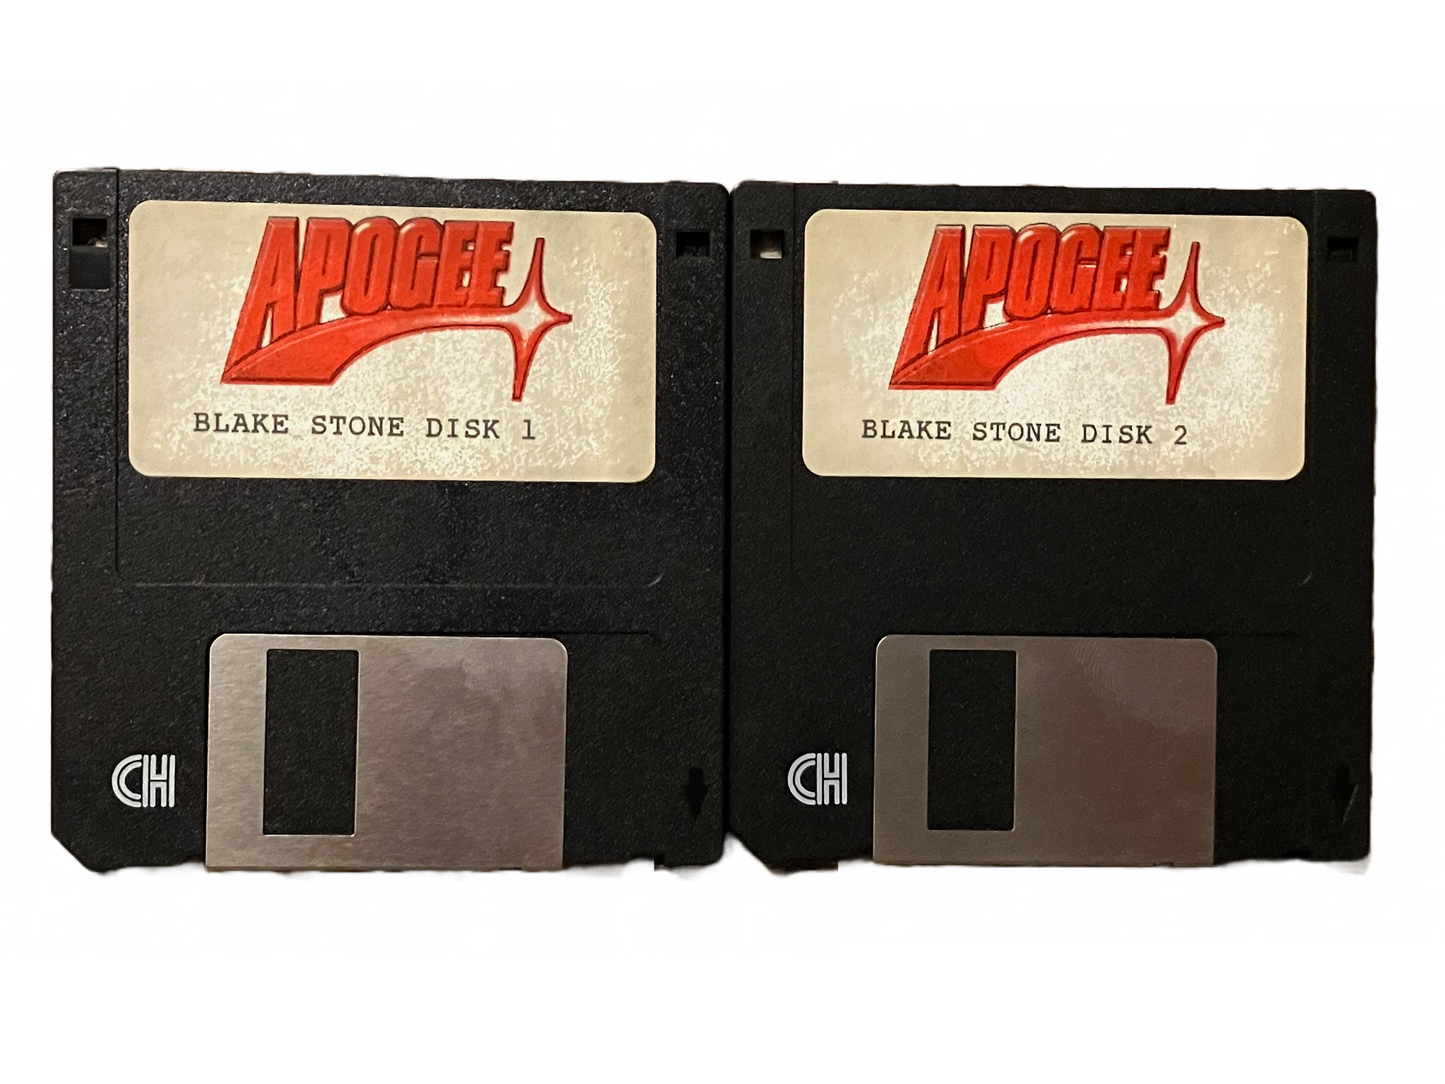 APOGEE
BLAKE STONE DISK 1
CH
APOGEE
BLAKE STONE DISK 2
CH